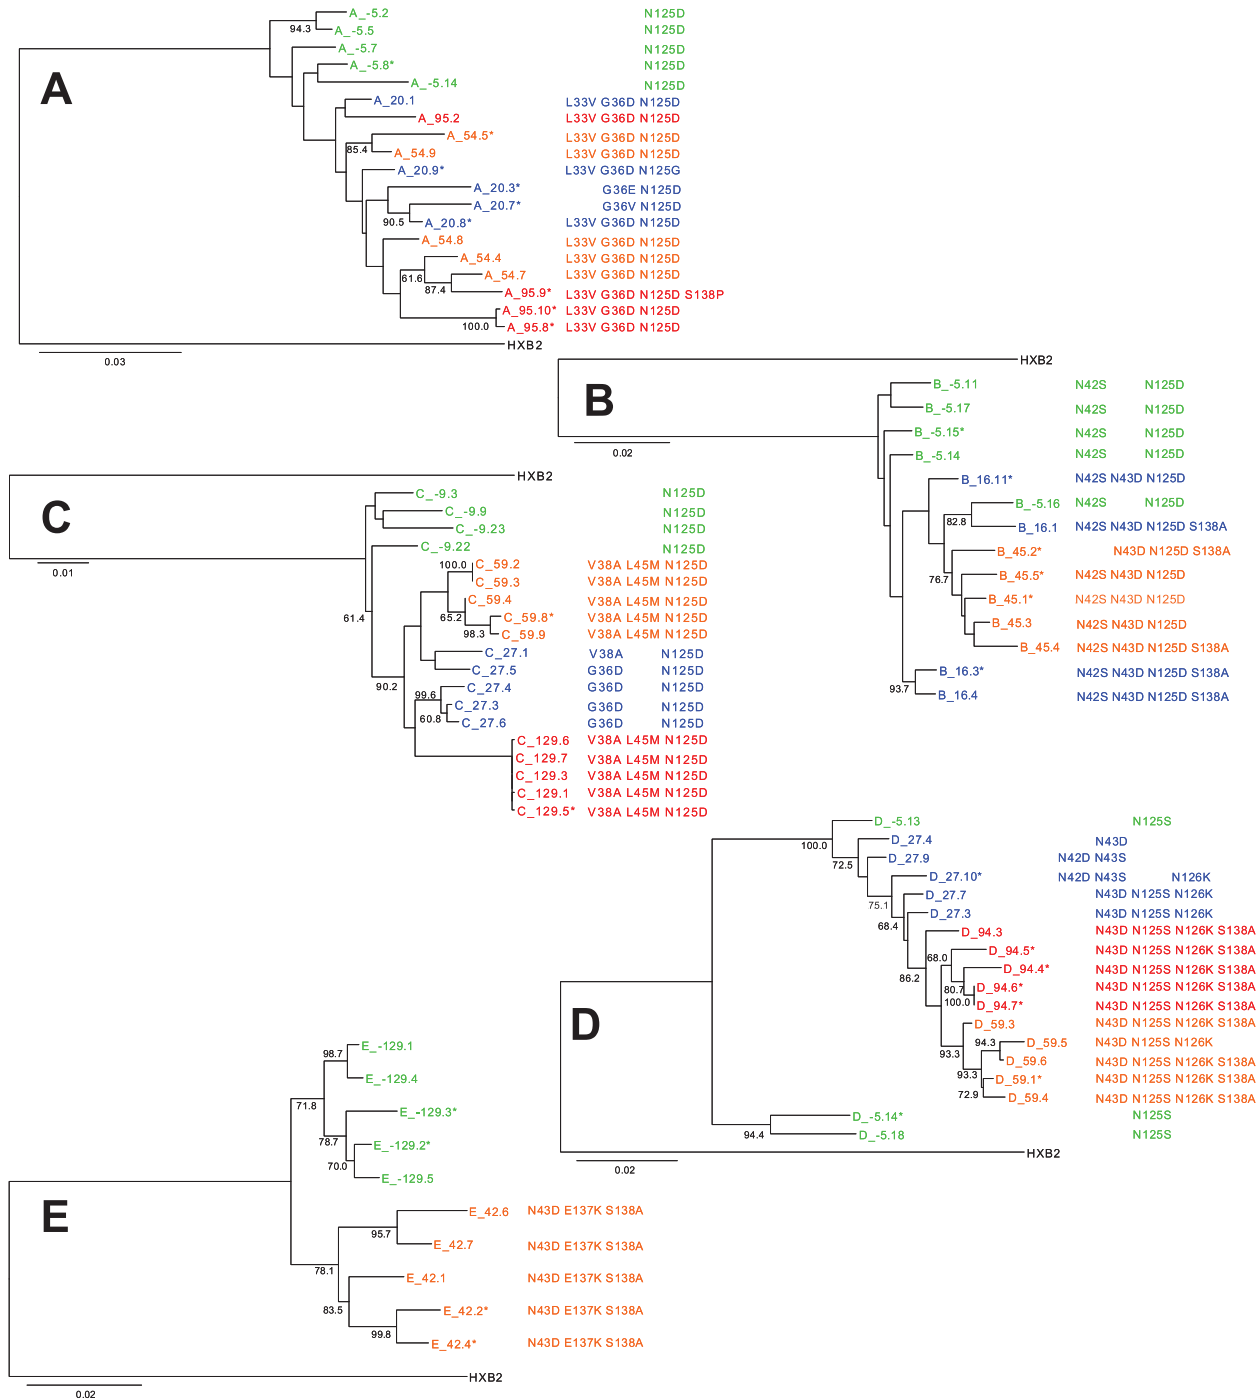 A
A_-5.2 N125D
94.3
A_-5.5 N125D
A_-5.7 N125D
A_-5.8* N125D
A_-5.14 N125D
A_20.1 L33V G36D N125D
A_95.2 L33V G36D N125D
A_54.5* L33V G36D N125D
85.4
A_54.9 L33V G36D N125D
A_20.9* L33V G36D N125G
A_20.3* G36E N125D
A_20.7* G36V N125D
90.5
A_20.8* L33V G36D N125D
A_54.8 L33V G36D N125D
A_54.4 L33V G36D N125D
61.6
A_54.7 L33V G36D N125D
87.4
A_95.9* L33V G36D N125D S138P
A_95.10* L33V G36D N125D
100.0
A_95.8* L33V G36D N125D
HXB2
0.03
B
HXB2
B_-5.11 N42S N125D
B_-5.17 N42S N125D
B_-5.15* N42S N125D
0.02
B_-5.14 N42S N125D
B_16.11* N42S N43D N125D
B_-5.16 N42S N125D
82.8
B_16.1 N42S N43D N125D S138A
B_45.2* N43D N125D S138A
76.7
B_45.5* N42S N43D N125D
B_45.1* N42S N43D N125D
B_45.3 N42S N43D N125D
B_45.4 N42S N43D N125D S138A
B_16.3* N42S N43D N125D S138A
93.7
B_16.4 N42S N43D N125D S138A
C
HXB2
C_-9.3 N125D
C_-9.9 N125D
C_-9.23 N125D
C_-9.22 N125D
0.01
100.0
C_59.2 V38A L45M N125D
C_59.3 V38A L45M N125D
C_59.4 V38A L45M N125D
61.4
65.2
C_59.8* V38A L45M N125D
98.3
C_59.9 V38A L45M N125D
C_27.1 V38A N125D
C_27.5 G36D N125D
90.2
C_27.4 G36D N125D
99.6
C_27.3 G36D N125D
60.8
C_27.6 G36D N125D
C_129.6 V38A L45M N125D
C_129.7 V38A L45M N125D
C_129.3 V38A L45M N125D
C_129.1 V38A L45M N125D
C_129.5* V38A L45M N125D
D
D_-5.13 N125S
100.0
D_27.4 N43D
72.5
D_27.9 N42D N43S
D_27.10* N42D N43S N126K
75.1
D_27.7 N43D N125S N126K
D_27.3 N43D N125S N126K
68.4
D_94.3 N43D N125S N126K S138A
D_94.5* N43D N125S N126K S138A
68.0
D_94.4* N43D N125S N126K S138A
86.2
80.7
D_94.6* N43D N125S N126K S138A
100.0
D_94.7* N43D N125S N126K S138A
D_59.3 N43D N125S N126K S138A
94.3
D_59.5 N43D N125S N126K
93.3
D_59.6 N43D N125S N126K S138A
93.3
D_59.1* N43D N125S N126K S138A
72.9
D_59.4 N43D N125S N126K S138A
D_-5.14* N125S
94.4
D_-5.18 N125S
HXB2
0.02
E
98.7
E_-129.1
E_-129.4
71.8
E_-129.3*
78.7
E_-129.2*
70.0
E_-129.5
E_42.6 N43D E137K S138A
95.7
E_42.7 N43D E137K S138A
78.1
E_42.1 N43D E137K S138A
83.5
E_42.2* N43D E137K S138A
99.8
E_42.4* N43D E137K S138A
HXB2
0.02